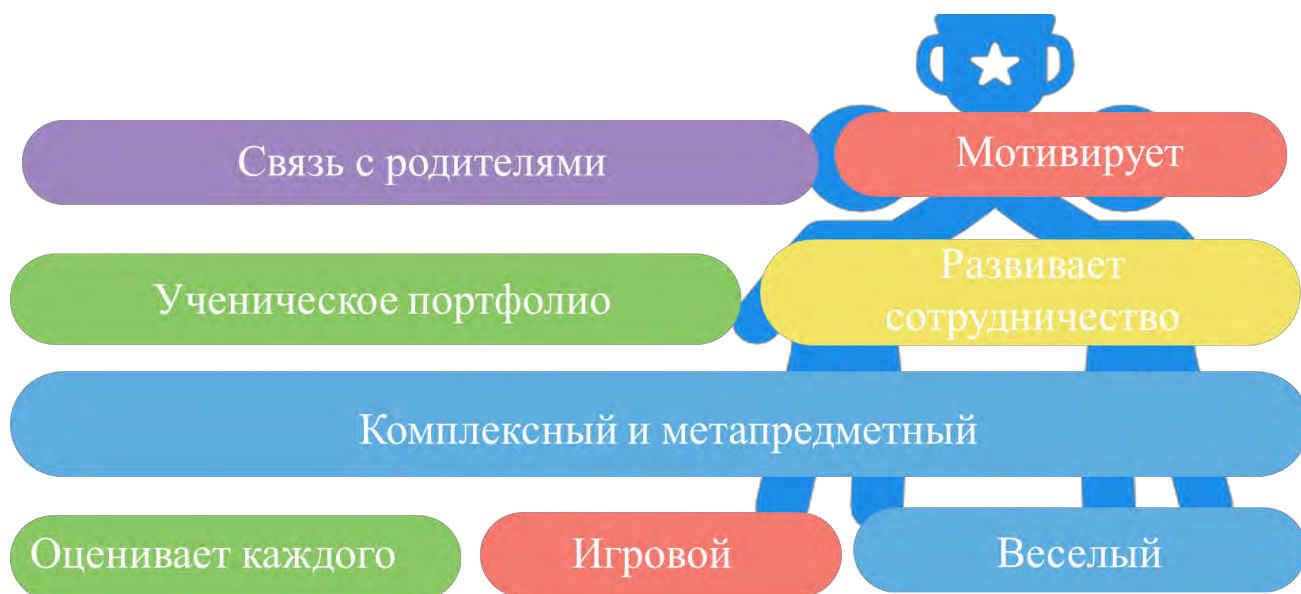 Связь с родителями
Мотивирует
Ученическое портфолио
Развивает
сотрудничество
Комплексный и метапредметный
Оценивает каждого
Игровой
Веселый